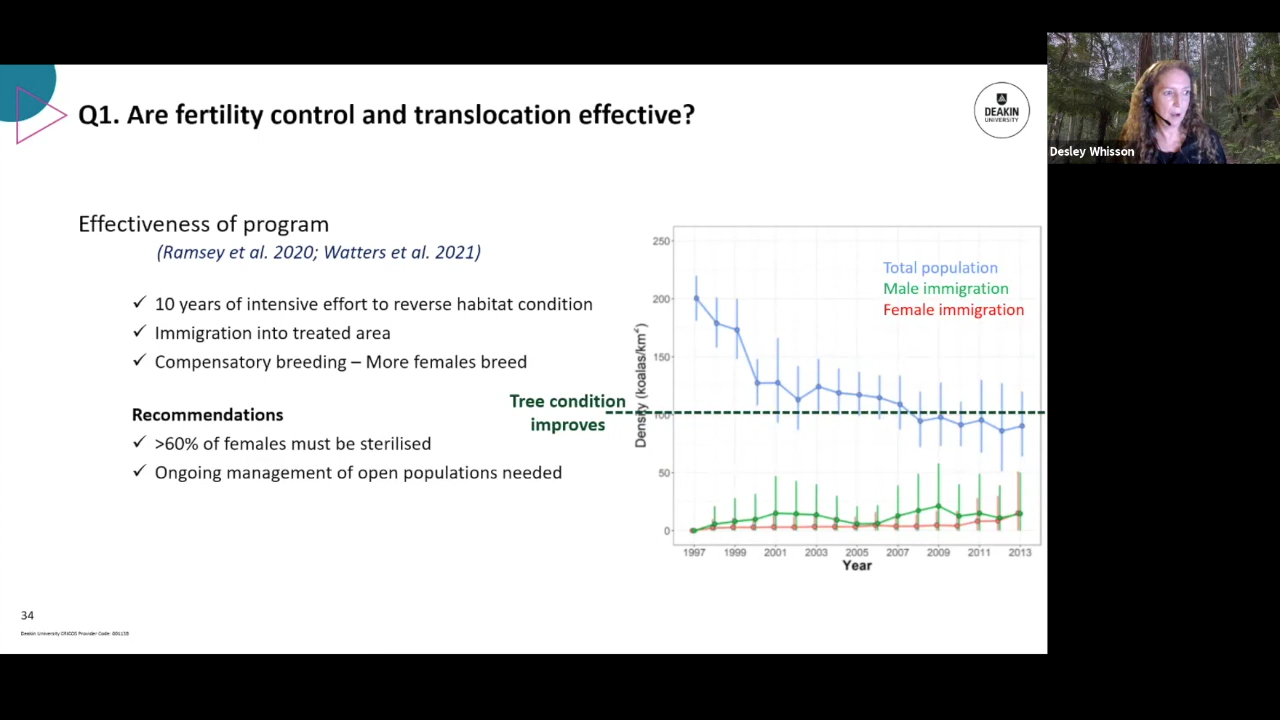 Q1. Are fertility control and translocation effective?
DEAKIN
UNIVERSITY
Desley Whisson
Effectiveness of program
(Ramsey et al. 2020; Watters et al. 2021)
✓ 10 years of intensive effort to reverse habitat condition
✓ Immigration into treated area
✓ Compensatory breeding – More females breed
Recommendations
✓ >60% of females must be sterilised
✓ Ongoing management of open populations needed
Tree condition
improves
Total population
Male immigration
Female immigration
Density (koalas/km²)
250
200
150
100
50
0
1997 1999 2001 2003 2005 2007 2009 2011 2013
Year
34
Deakin University CRICOS Provider Code: 00113B